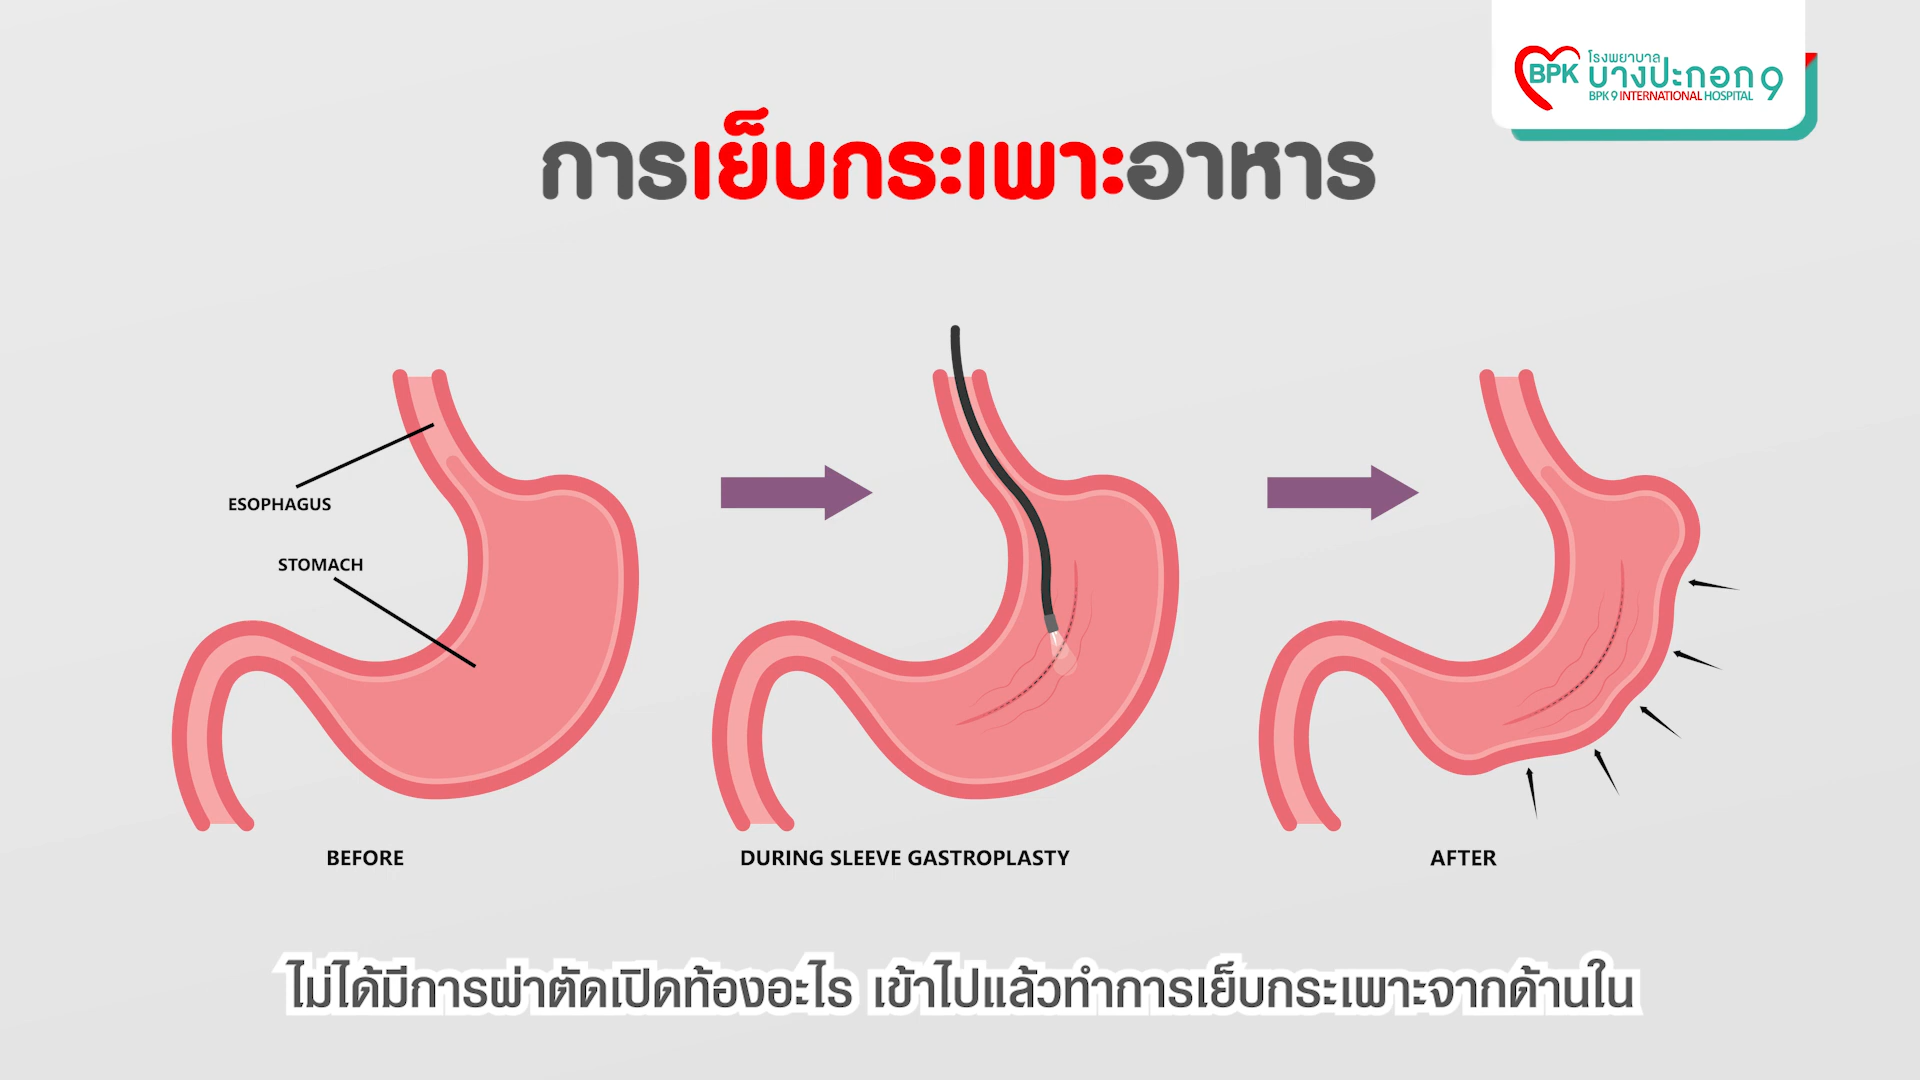 โรงพยาบาล
BPK บางปะกอก 9
BPK 9 INTERNATIONAL HOSPITAL
การเย็บกระเพาะอาหาร
ESOPHAGUS
STOMACH
BEFORE
DURING SLEEVE GASTROPLASTY
AFTER
ไม่ได้มีการผ่าตัดเปิดท้องอะไร เข้าไปแล้วทำการเย็บกระเพาะจากด้านใน